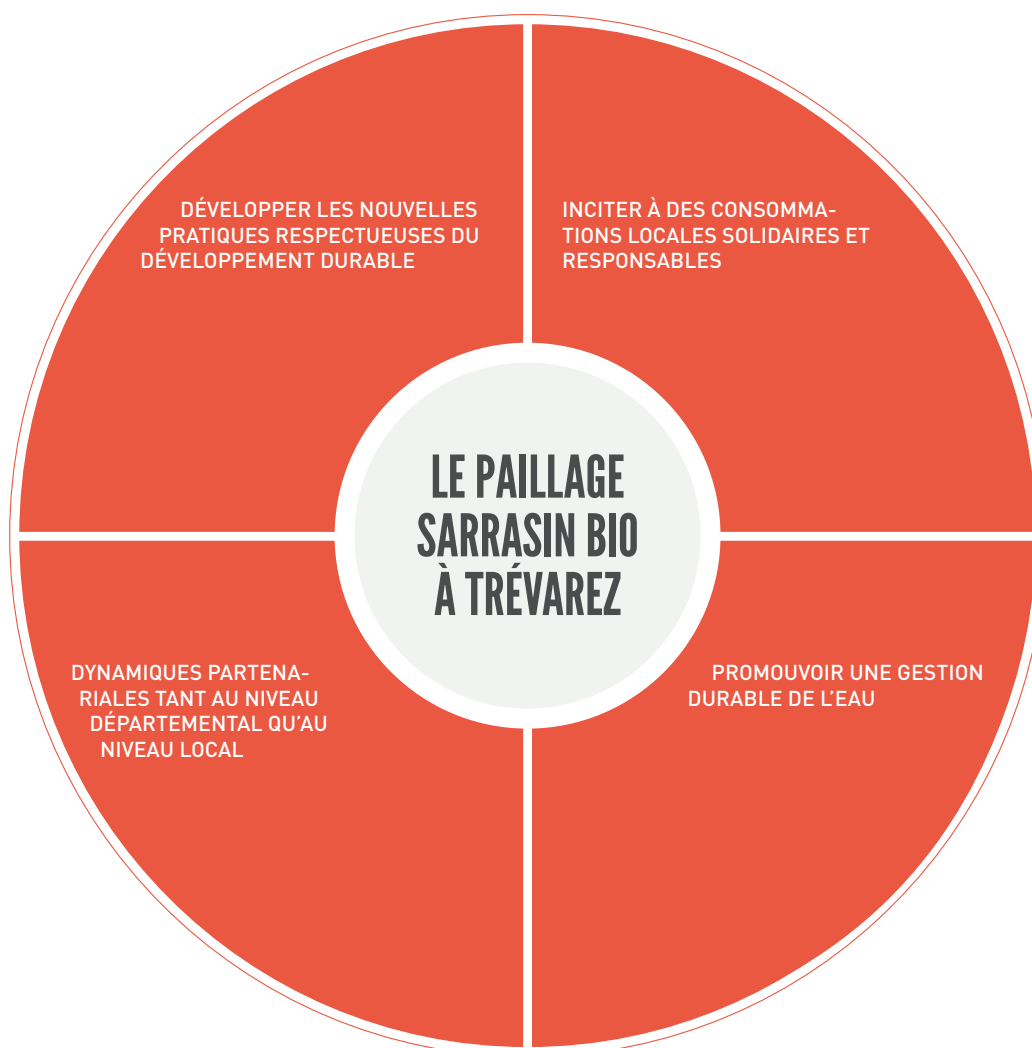 DÉVELOPPER LES NOUVELLES
PRATIQUES RESPECTUEUSES DU
DÉVELOPPEMENT DURABLE
INCITER À DES CONSOMMA-
TIONS LOCALES SOLIDAIRES ET
RESPONSABLES
LE PAILLAGE
SARRASIN BIO
À TRÉVAREZ
DYNAMIQUES PARTENA-
RIALES TANT AU NIVEAU
DÉPARTEMENTAL QU'AU
NIVEAU LOCAL
PROMOUVOIR UNE GESTION
DURABLE DE L'EAU